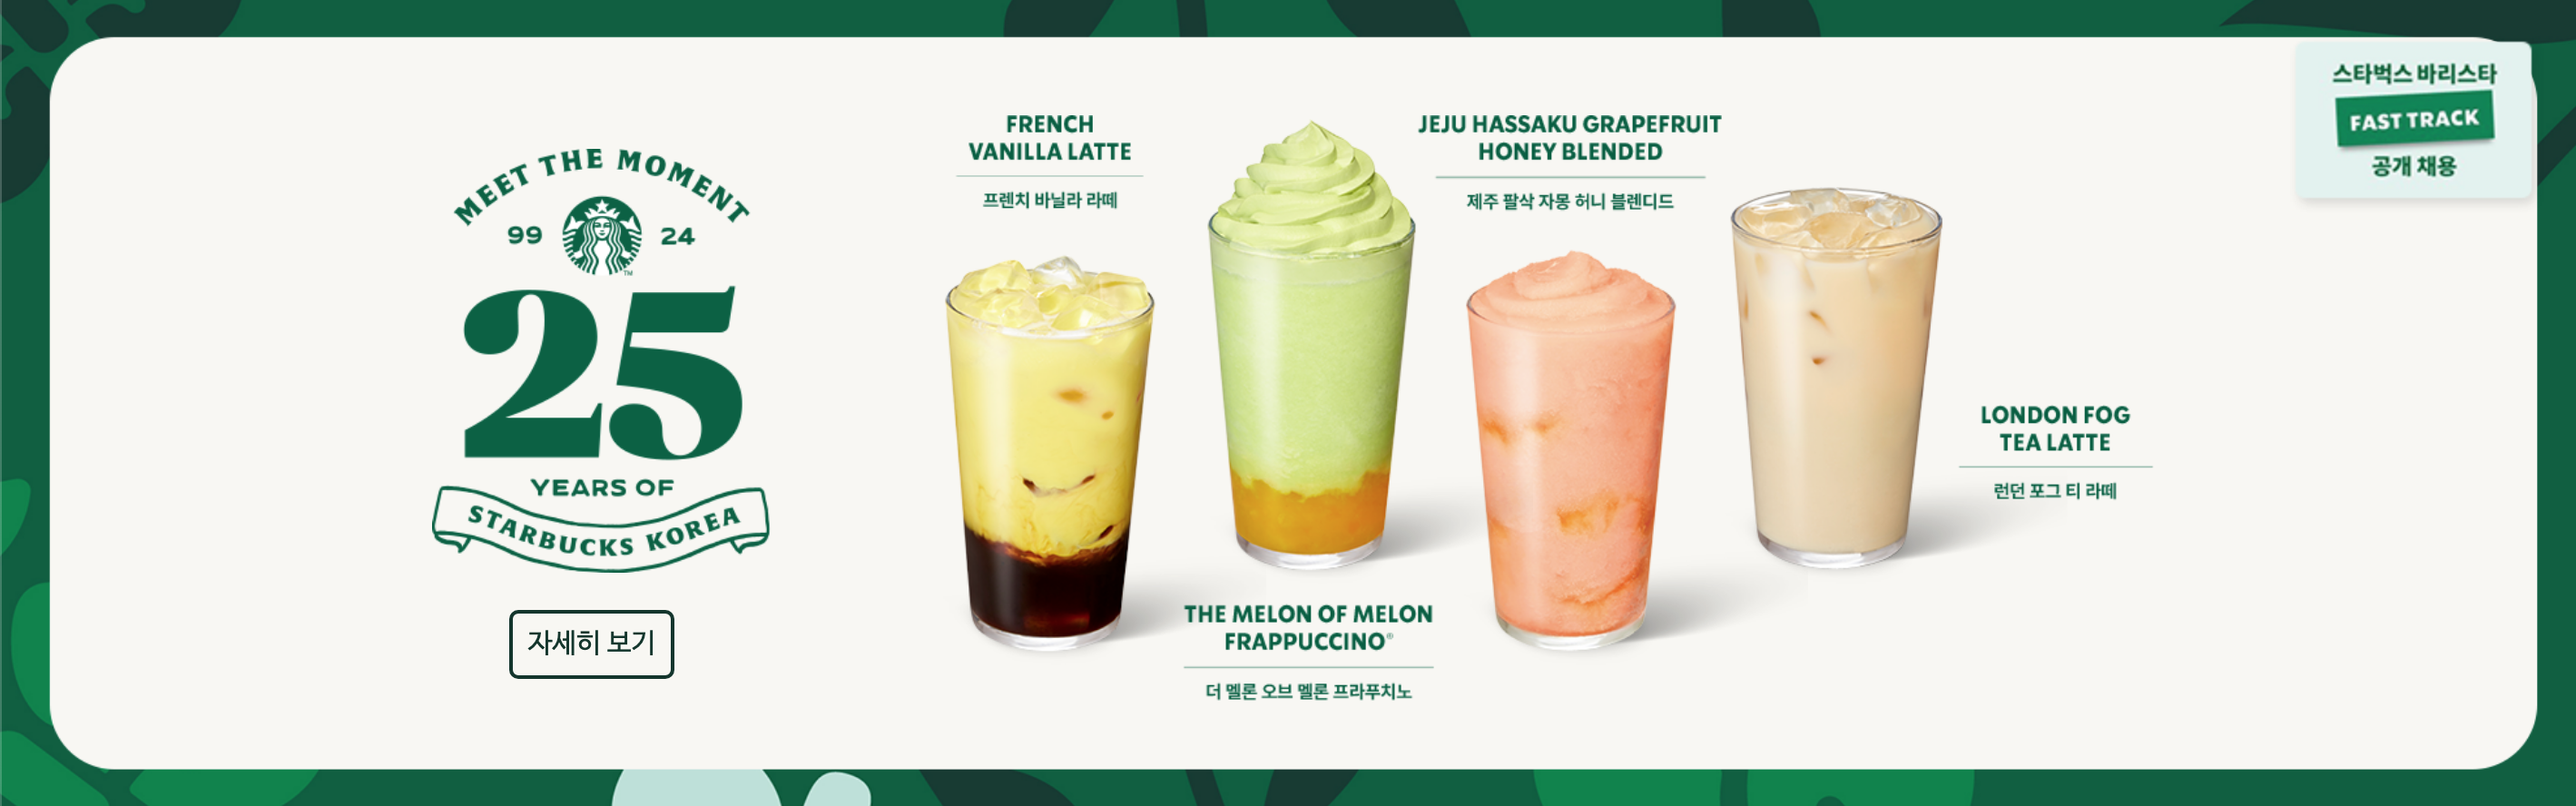 MEET THE MOMENT
99 24
25
YEARS OF
STARBUCKS KOREA
자세히 보기
FRENCH
VANILLA LATTE
프렌치 바닐라 라떼
THE MELON OF MELON
FRAPPUCCINO®
더 멜론 오브 멜론 프라푸치노
JEJU HASSAKU GRAPEFRUIT
HONEY BLENDED
제주 팔삭 자몽 허니 블렌디드
LONDON FOG
TEA LATTE
런던 포그 티 라떼
스타벅스 바리스타
FAST TRACK
공개 채용